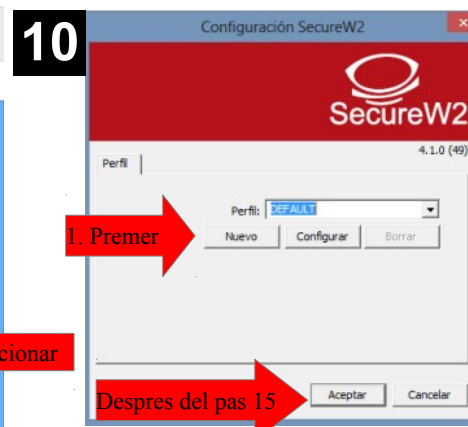 10
Configuración SecureW2
SecureW2
4.1.0 (49)
Perfil
Perfil: DEFAULT
1. Premer
Nuevo Configurar Borrar
cionar
Despres del pas 15
Aceptar Cancelar